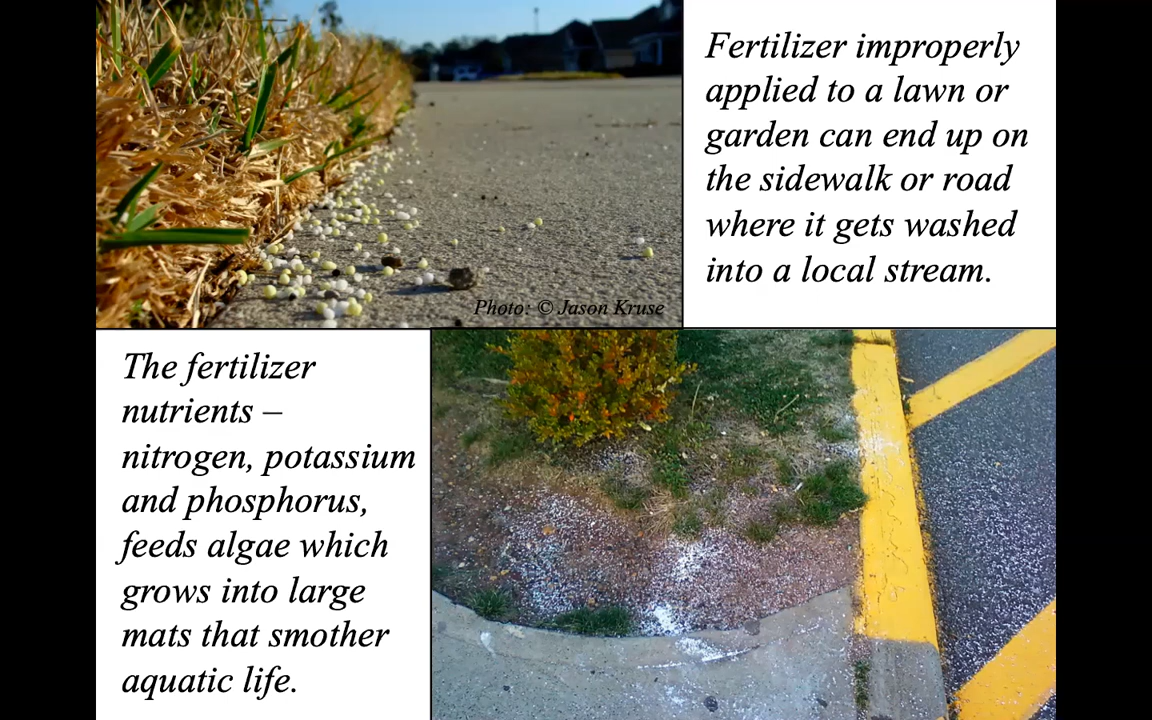 Fertilizer improperly
applied to a lawn or
garden can end up on
the sidewalk or road
where it gets washed
into a local stream.
Photo: © Jason Kruse
The fertilizer
nutrients –
nitrogen, potassium
and phosphorus,
feeds algae which
grows into large
mats that smother
aquatic life.